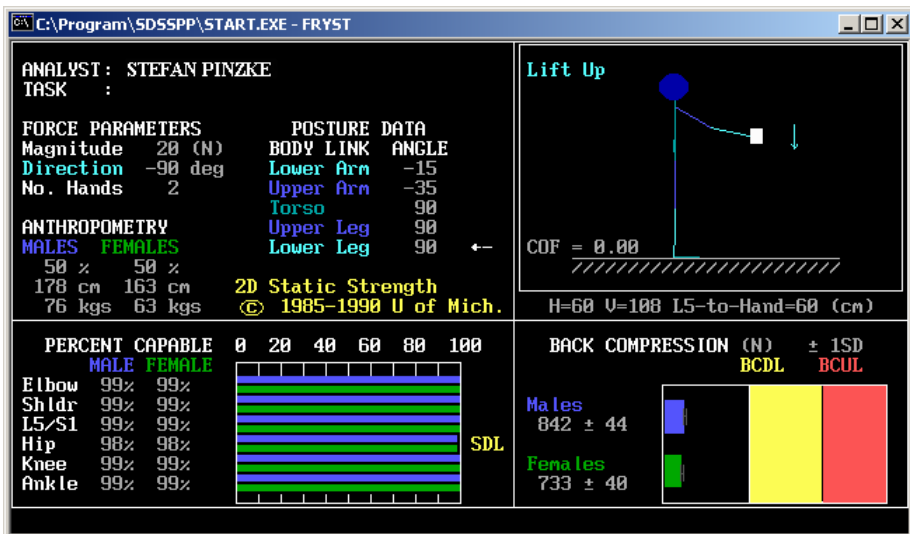 C:\Program\SDSSPP\START.EXE - FRYST
ANALYST: STEFAN PINZKE
TASK :
FORCE PARAMETERS
Magnitude 20 (N)
Direction -90 deg
No. Hands 2
ANTHROPOMETRY
MALES FEMALES
50 % 50 %
178 cm 163 cm
76 kgs 63 kgs
POSTURE DATA
BODY LINK ANGLE
Lower Arm -15
Upper Arm -35
Torso 90
Upper Leg 90
Lower Leg 90 ←
2D Static Strength
© 1985-1990 U of Mich.
Lift Up
COF = 0.00
H=60 V=108 L5-to-Hand=60 (cm)
PERCENT CAPABLE 0 20 40 60 80 100
MALE FEMALE
Elbow 99% 99%
Shldr 99% 99%
L5/S1 99% 99%
Hip 98% 98%
Knee 99% 99%
Ankle 99% 99%
SDL
BACK COMPRESSION (N) ± 1SD
BCDL BCUL
Males
842 ± 44
Females
733 ± 40